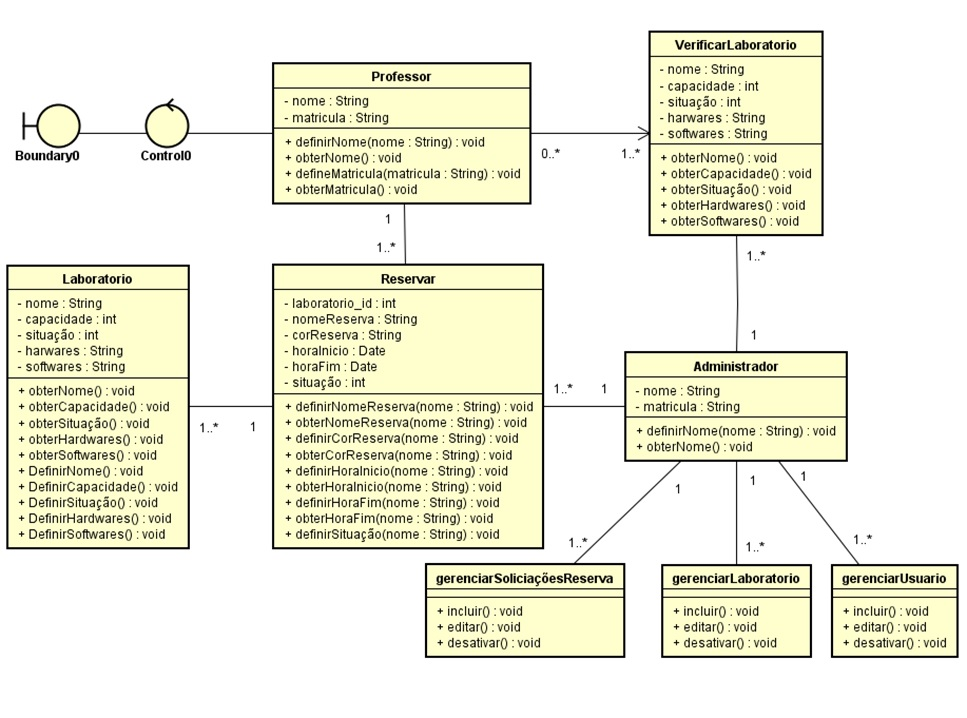 Boundary0
Control0
Professor
- nome : String
- matricula : String
+ definirNome(nome : String) : void
+ obterNome() : void
+ defineMatricula(matricula : String) : void
+ obterMatricula() : void
0..*
1..*
VerificarLaboratorio
- nome : String
- capacidade : int
- situação : int
- harwares : String
- softwares : String
+ obterNome() : void
+ obterCapacidade() : void
+ obterSituação() : void
+ obterHardwares() : void
+ obterSoftwares() : void
1
1..*
1..*
1
Laboratorio
- nome : String
- capacidade : int
- situação : int
- harwares : String
- softwares : String
+ obterNome() : void
+ obterCapacidade() : void
+ obterSituação() : void
+ obterHardwares() : void
+ obterSoftwares() : void
+ DefinirNome() : void
+ DefinirCapacidade() : void
+ DefinirSituação() : void
+ DefinirHardwares() : void
+ DefinirSoftwares() : void
1..*
1
Reservar
- laboratorio_id : int
- nomeReserva : String
- corReserva : String
- horaInicio : Date
- horaFim : Date
- situação : int
+ definirNomeReserva(nome : String) : void
+ obterNomeReserva(nome : String) : void
+ definirCorReserva(nome : String) : void
+ obterCorReserva(nome : String) : void
+ definirHoraInicio(nome : String) : void
+ obterHoraInicio(nome : String) : void
+ definirHoraFim(nome : String) : void
+ obterHoraFim(nome : String) : void
+ definirSituação(nome : String) : void
1..*
1
Administrador
- nome : String
- matricula : String
+ definirNome(nome : String) : void
+ obterNome() : void
1
1
1
1..*
1..*
1..*
gerenciarSoliciaçõesReserva
+ incluir() : void
+ editar() : void
+ desativar() : void
gerenciarLaboratorio
+ incluir() : void
+ editar() : void
+ desativar() : void
gerenciarUsuario
+ incluir() : void
+ editar() : void
+ desativar() : void